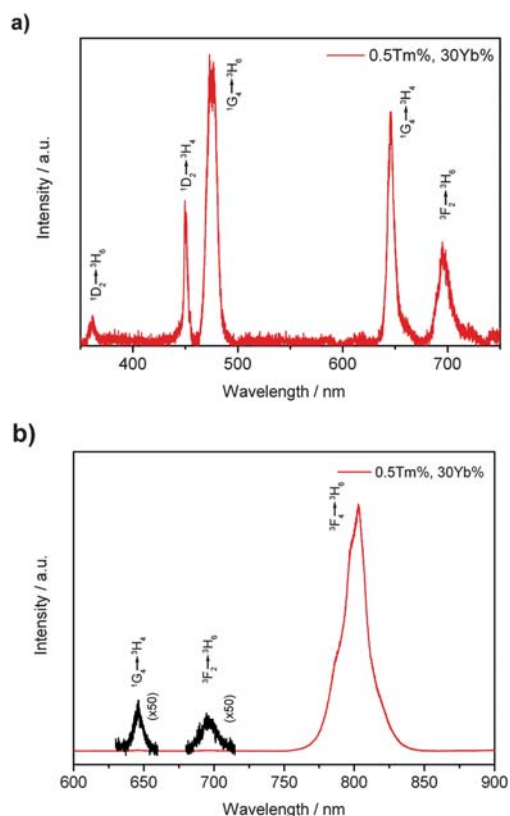 a)
0.5Tm%, 30Yb%
¹D₂→³H₆
¹D₂→³H₄
¹G₄→³H₆
¹G₄→³H₄
³F₂→³H₆
Intensity / a.u.
400 500 600 700
Wavelength / nm
b)
0.5Tm%, 30Yb%
¹G₄→³H₄
(x50)
³F₂→³H₆
(x50)
³F₄→³H₆
Intensity / a.u.
600 650 700 750 800 850 900
Wavelength / nm